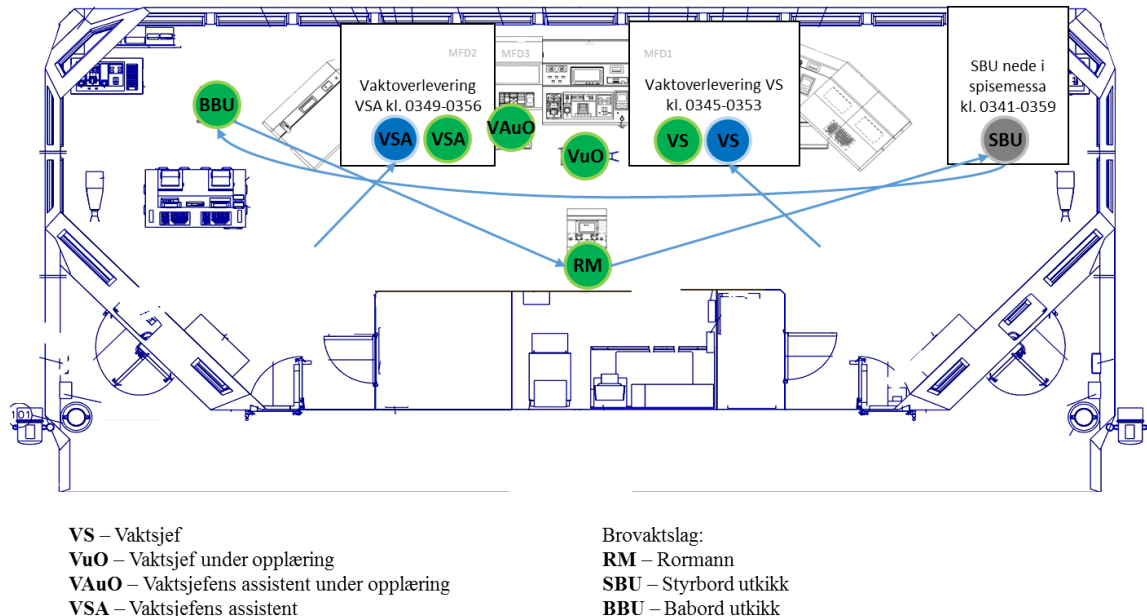 MFD2
MFD3
MFD1
Vaktoverlevering
VSA kl. 0349-0356
Vaktoverlevering VS
kl. 0345-0353
SBU nede i
spisemessa
kl. 0341-0359
BBU
VSA
VSA
VAuO
VuO
VS
VS
SBU
RM
101
VS – Vaktsjef
VuO – Vaktsjef under opplæring
VAuO – Vaktsjefens assistent under opplæring
VSA – Vaktsjefens assistent
Brovaktslag:
RM – Rormann
SBU – Styrbord utkikk
BBU – Babord utkikk